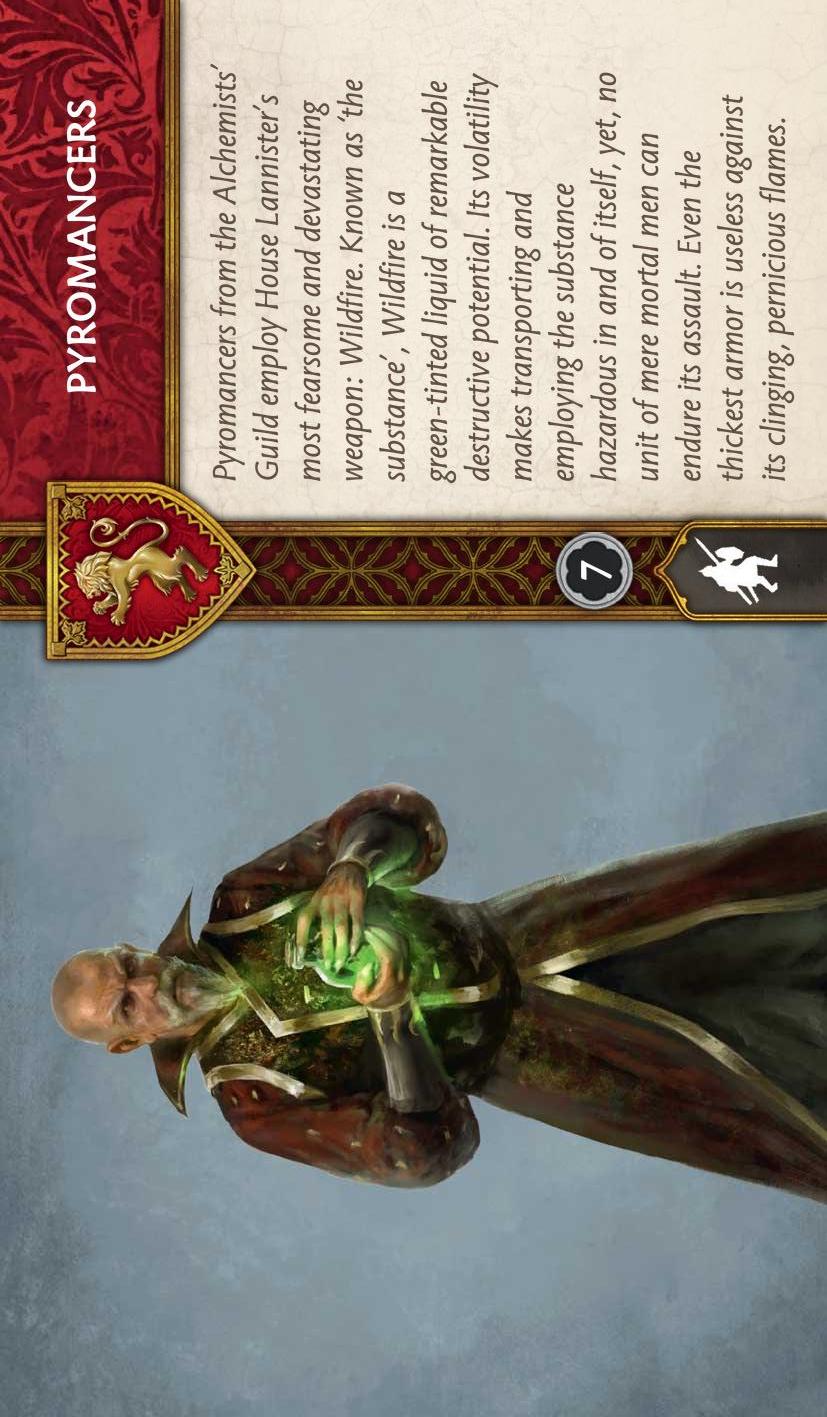 PYROMANCERS
Pyromancers from the Alchemists’
Guild employ House Lannister’s
most fearsome and devastating
weapon: Wildfire. Known as ‘the
substance’, Wildfire is a
green-tinted liquid of remarkable
destructive potential. Its volatility
makes transporting and
employing the substance
hazardous in and of itself, yet, no
unit of mere mortal men can
endure its assault. Even the
thickest armor is useless against
its clinging, pernicious flames.
7